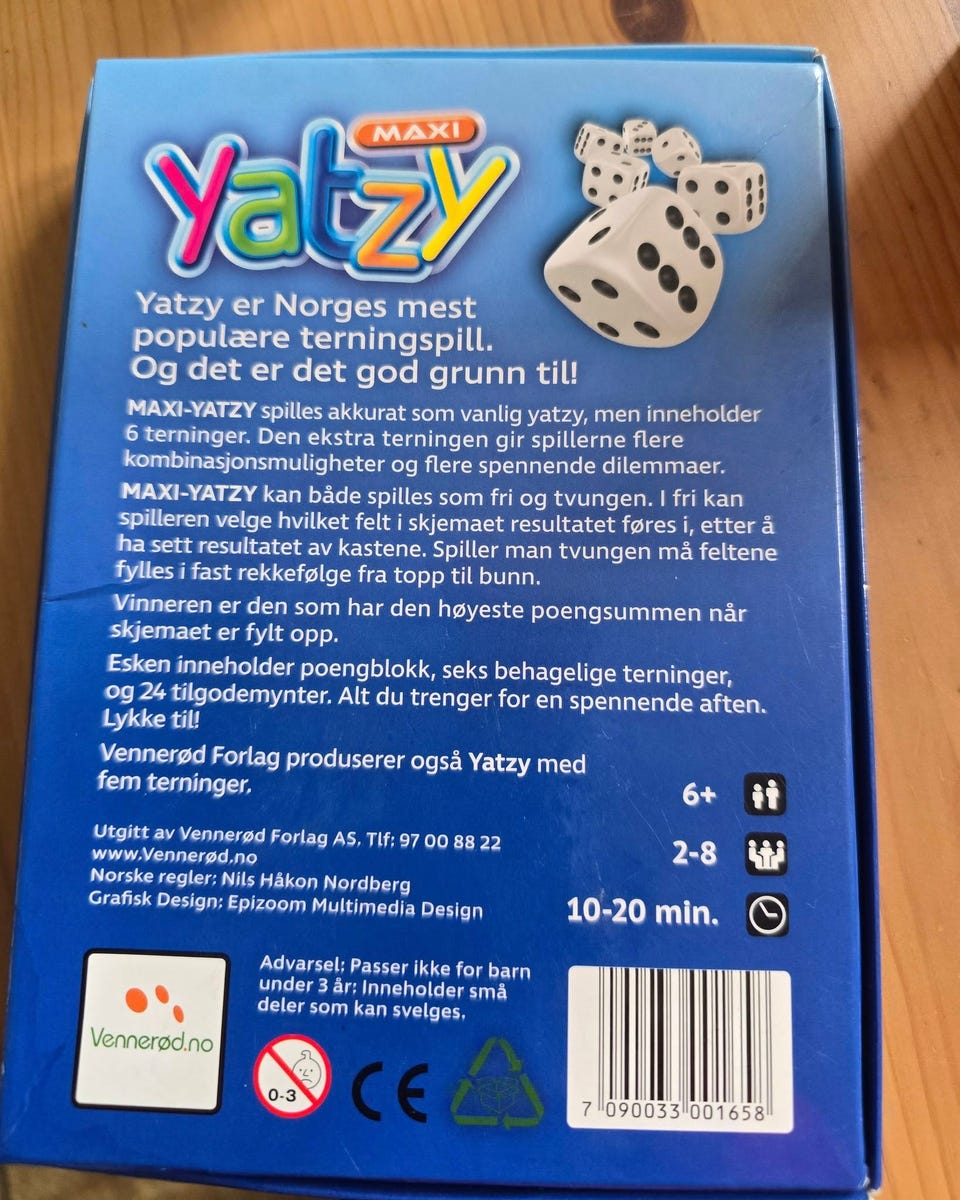 MAXI
Yatzy
Yatzy er Norges mest
populære terningspill.
Og det er det god grunn til!
MAXI-YATZY spilles akkurat som vanlig yatzy, men inneholder
6 terninger. Den ekstra terningen gir spillerne flere
kombinasjonsmuligheter og flere spennende dilemmaer.
MAXI-YATZY kan både spilles som fri og tvungen. I fri kan
spilleren velge hvilket felt i skjemaet resultatet føres i, etter å
ha sett resultatet av kastene. Spiller man tvungen må feltene
fylles i fast rekkefølge fra topp til bunn.
Vinneren er den som har den høyeste poengsummen når
skjemaet er fylt opp.
Esken inneholder poengblokk, seks behagelige terninger,
og 24 tilgodemynter. Alt du trenger for en spennende aften.
Lykke til!
Vennerød Forlag produserer også Yatzy med
fem terninger.
6+
2-8
10-20 min.
Utgitt av Vennerød Forlag AS. Tlf: 97 00 88 22
www.Vennerød.no
Norske regler: Nils Håkon Nordberg
Grafisk Design: Epizoom Multimedia Design
Vennerød.no
Advarsel: Passer ikke for barn
under 3 år: Inneholder små
deler som kan svelges.
0-3
CE
7 090033 001658